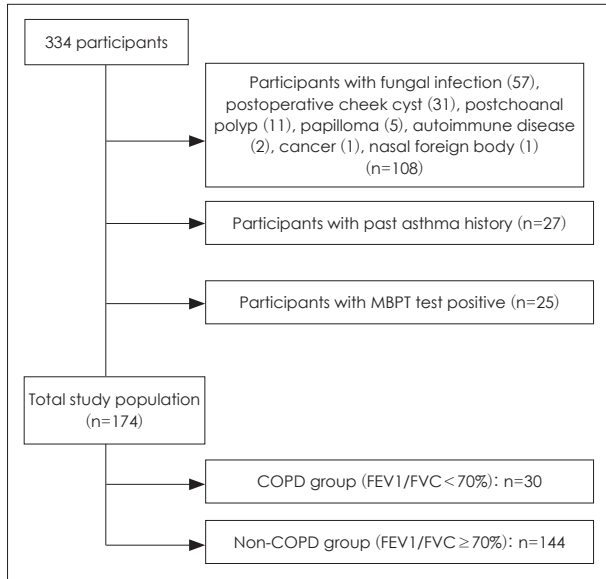 334 participants
Participants with fungal infection (57),
postoperative cheek cyst (31), postchoanal
polyp (11), papilloma (5), autoimmune disease
(2), cancer (1), nasal foreign body (1)
(n=108)
Participants with past asthma history (n=27)
Participants with MBPT test positive (n=25)
Total study population
(n=174)
COPD group (FEV1/FVC<70%): n=30
Non-COPD group (FEV1/FVC≥70%): n=144